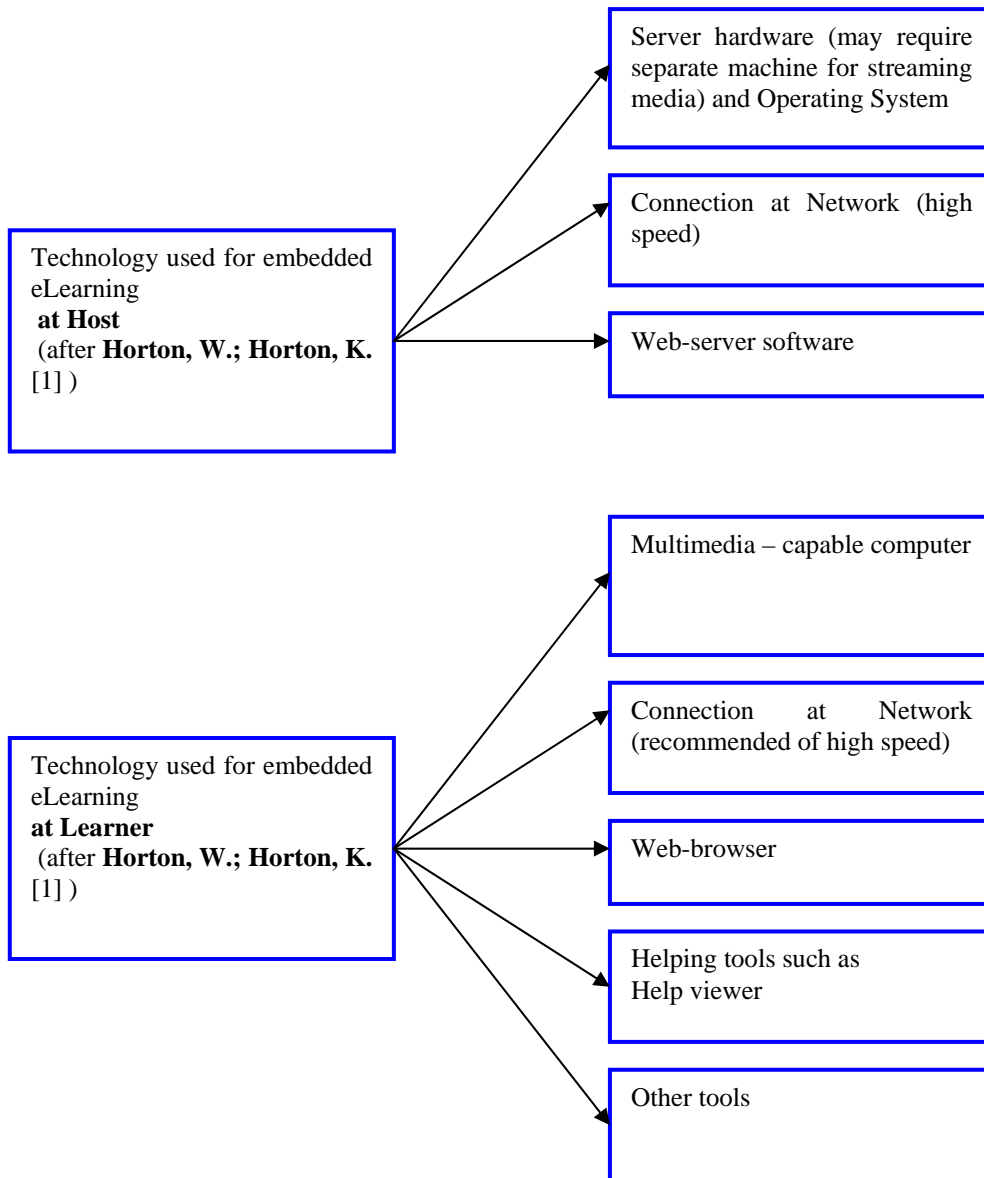 Server hardware (may require
separate machine for streaming
media) and Operating System
Connection at Network (high
speed)
Technology used for embedded
eLearning
at Host
(after Horton, W.; Horton, K.
[1] )
Web-server software
Multimedia – capable computer
Connection at Network
(recommended of high speed)
Technology used for embedded
eLearning
at Learner
(after Horton, W.; Horton, K.
[1] )
Web-browser
Helping tools such as
Help viewer
Other tools